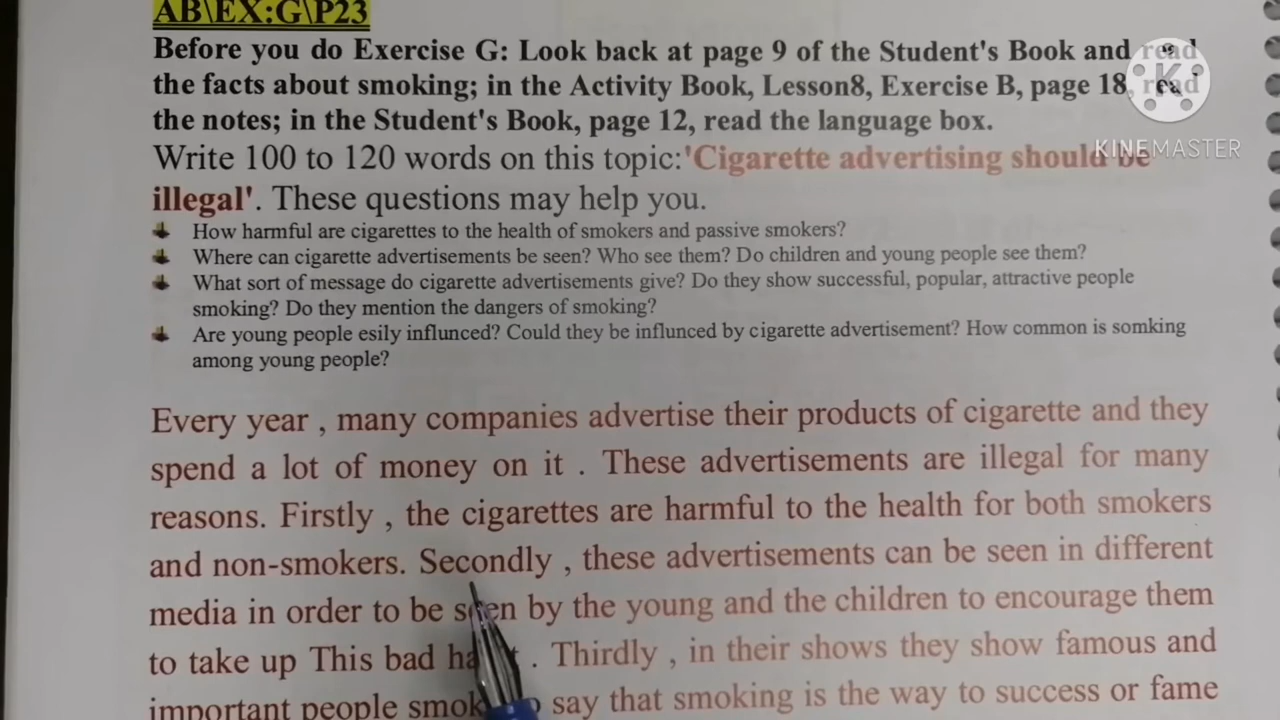 AB\EX:G\P23
Before you do Exercise G: Look back at page 9 of the Student's Book and read
the facts about smoking; in the Activity Book, Lesson8, Exercise B, page 18, read
the notes; in the Student's Book, page 12, read the language box.
Write 100 to 120 words on this topic:'Cigarette advertising should be
illegal'. These questions may help you.
How harmful are cigarettes to the health of smokers and passive smokers?
Where can cigarette advertisements be seen? Who see them? Do children and young people see them?
What sort of message do cigarette advertisements give? Do they show successful, popular, attractive people
smoking? Do they mention the dangers of smoking?
Are young people esily influnced? Could they be influnced by cigarette advertisement? How common is somking
among young people?
Every year , many companies advertise their products of cigarette and they
spend a lot of money on it . These advertisements are illegal for many
reasons. Firstly , the cigarettes are harmful to the health for both smokers
and non-smokers. Secondly , these advertisements can be seen in different
media in order to be seen by the young and the children to encourage them
to take up This bad . Thirdly , in their shows they show famous and
important people say that smoking is the way to success or fame
K
KINEMASTER